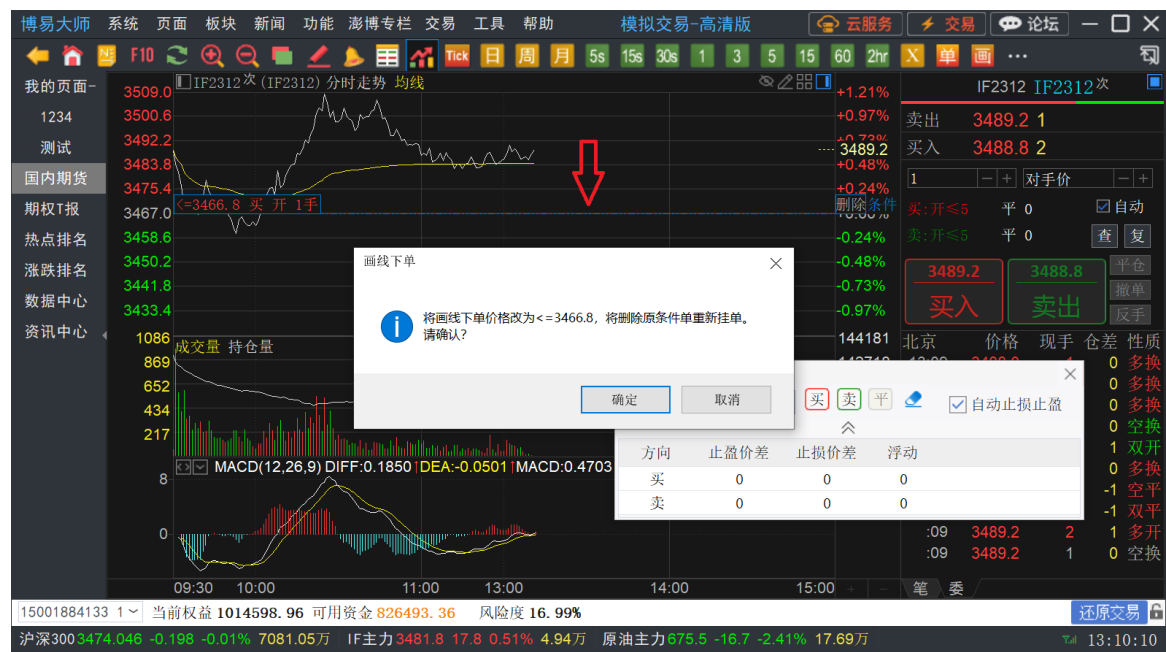 博易大师 系统 页面 板块 新闻 功能 澎博专栏 交易 工具 帮助 模拟交易-高清版 云服务 交易 论坛
F10 Tick 日 周 月 5s 15s 30s 1 3 5 15 60 2hr X 单 画 ···
我的页面-
1234
测试
国内期货
期权T报
热点排名
涨跌排名
数据中心
资讯中心
IF2312次 (IF2312) 分时走势 均线
3509.0 +1.21%
3500.6 +0.97%
3492.2 +0.73%
3489.2
3483.8 +0.48%
3475.4 +0.24%
<=3466.8 买 开 1手 删除条件
3467.0
3458.6 -0.24%
3450.2 -0.48%
3441.8 -0.73%
3433.4 -0.97%
1086 成交量 持仓量 144181
869
652
434
217
MACD(12,26,9) DIFF:0.1850↑DEA:-0.0501↑MACD:0.4703
8
0
09:30 10:00 11:00 13:00 14:00 15:00
画线下单
将画线下单价格改为<=3466.8，将删除原条件单重新挂单。
请确认?
确定 取消
买 卖 平 自动止损止盈
方向 止盈价差 止损价差 浮动
买 0 0 0
卖 0 0 0
IF2312 IF2312次
卖出 3489.2 1
买入 3488.8 2
1 − + 对手价 − +
买:开≤5 平 0 自动
卖:开≤5 平 0 查 复
3489.2 买入
3488.8 卖出
平仓
撤单
反手
北京 价格 现手 仓差 性质
0 多换
0 多换
0 多换
0 空换
1 双开
0 多换
-1 空平
-1 双平
:09 3489.2 2 1 多开
:09 3489.2 1 0 空换
笔 委
15001884133 1 当前权益 1014598.96 可用资金 826493.36 风险度 16.99% 还原交易
沪深300 3474.046 -0.198 -0.01% 7081.05万 IF主力 3481.8 17.8 0.51% 4.94万 原油主力 675.5 -16.7 -2.41% 17.69万 13:10:10